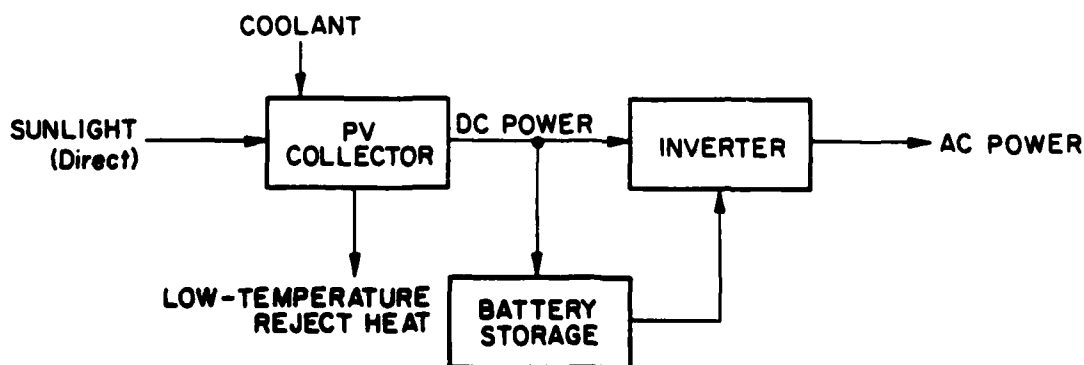 COOLANT
SUNLIGHT
(Direct)
PV
COLLECTOR
DC POWER
INVERTER
AC POWER
LOW-TEMPERATURE
REJECT HEAT
BATTERY
STORAGE